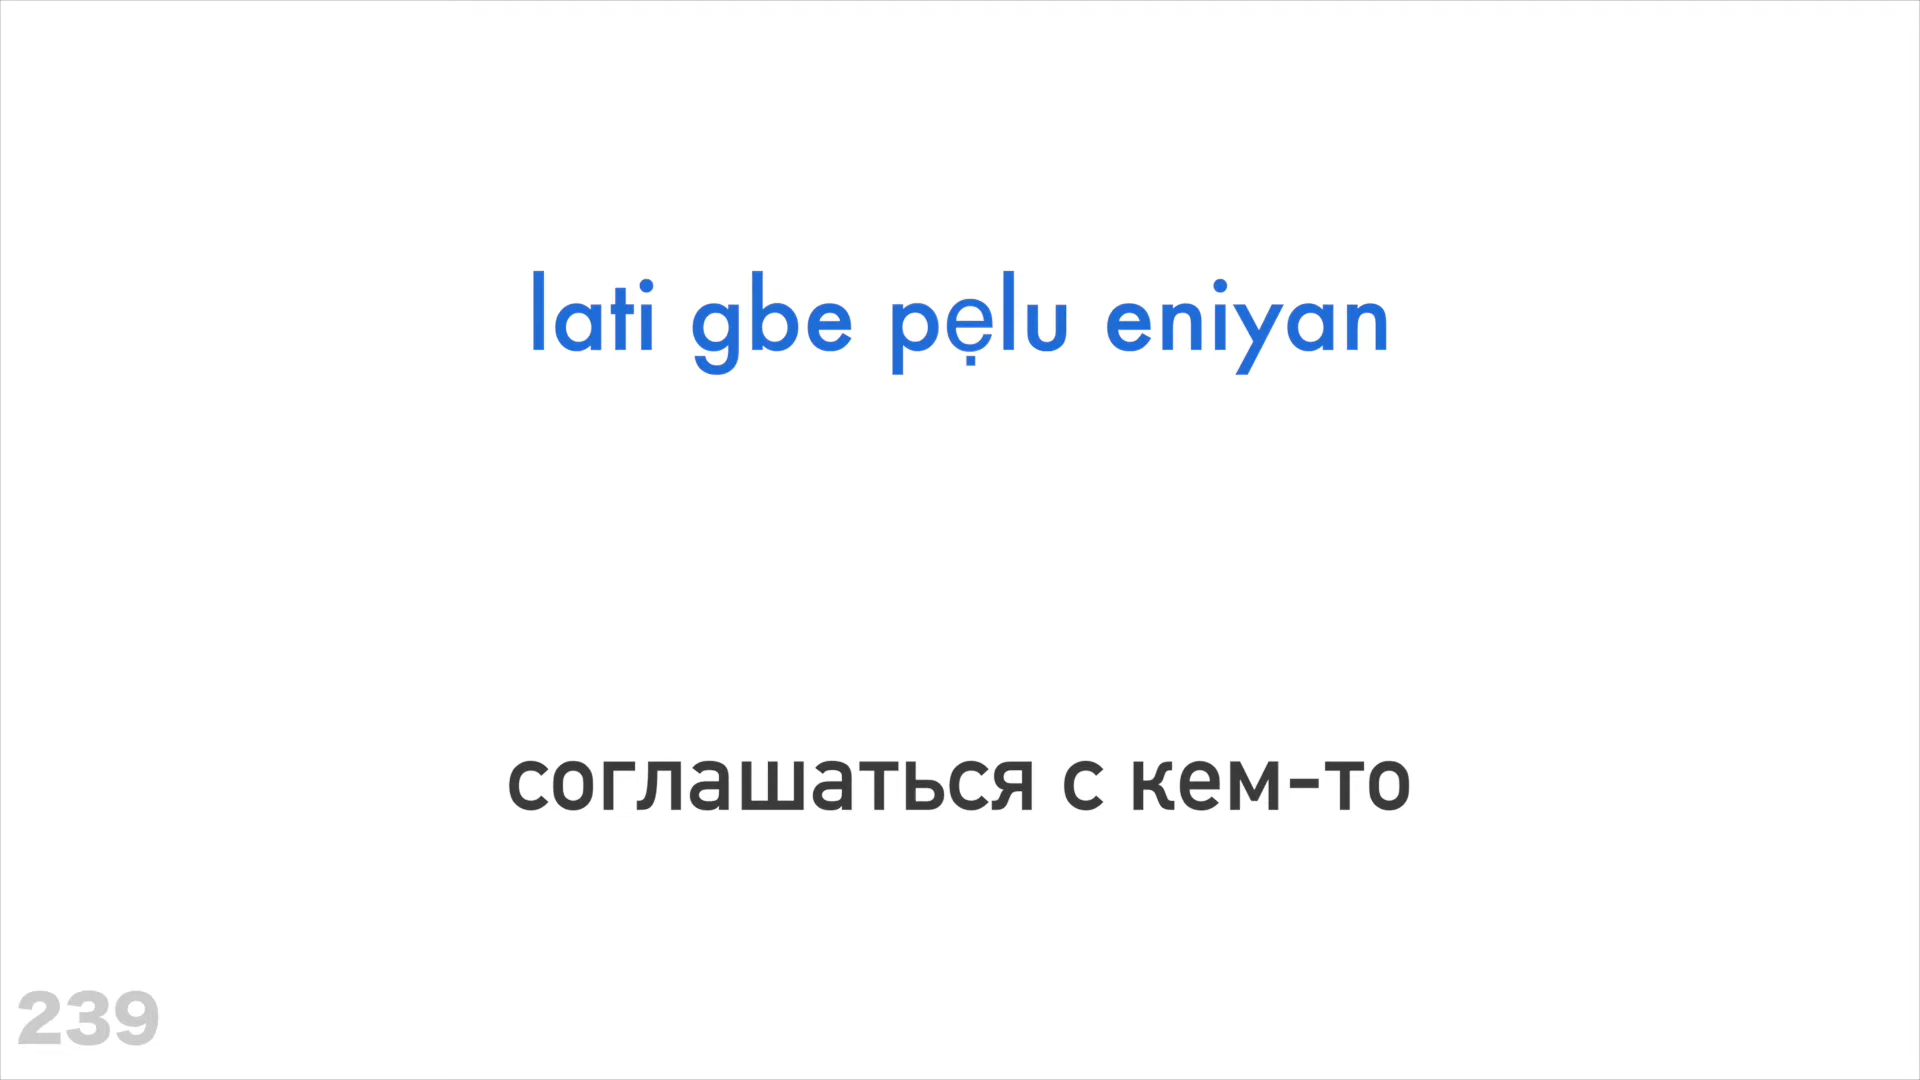 lati gbe pẹlu eniyan
соглашаться с кем-то
239